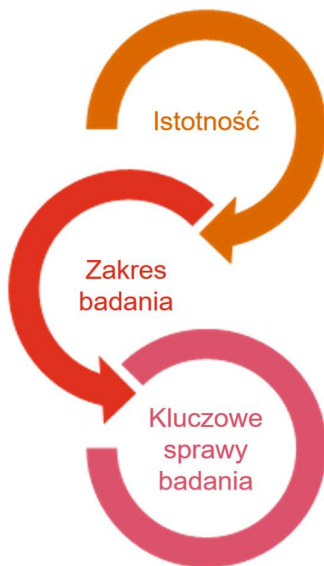 Istotność
Zakres
badania
Kluczowe
sprawy
badania